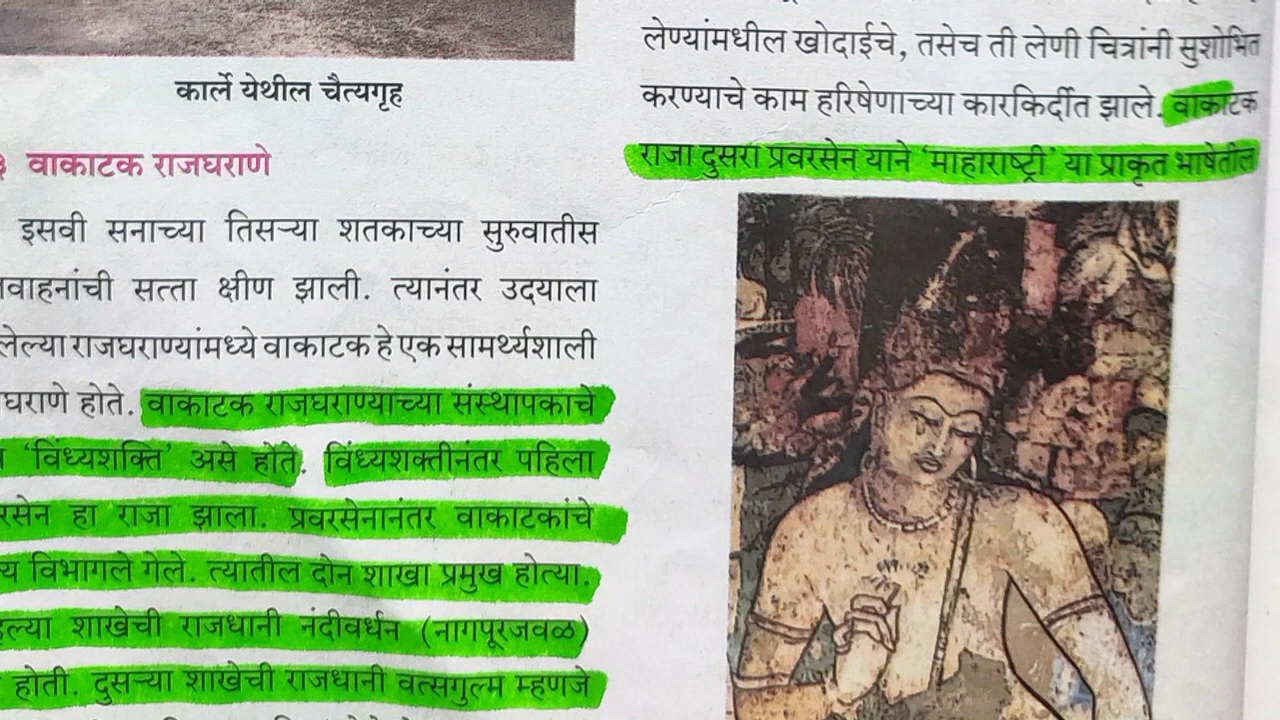 कार्ले येथील चैत्यगृह
वाकाटक राजघराणे
इसवी सनाच्या तिसऱ्या शतकाच्या सुरुवातीस
सत्ता क्षीण झाली. त्यानंतर उदयाला
राजघराण्यांमध्ये वाकाटक हे एक सामर्थ्यशाली
होते. वाकाटक राजघराण्याच्या संस्थापकाचे
'विंध्यशक्ति' असे होते. विंध्यशक्तीनंतर पहिला
हा राजा झाला. प्रवरसेनानंतर वाकाटकांचे
विभागले गेले. त्यातील दोन शाखा प्रमुख होत्या.
शाखेची राजधानी नंदीवर्धन (नागपूरजवळ)
होती. दुसऱ्या शाखेची राजधानी वत्सगुल्म म्हणजे
लेण्यांमधील खोदाईचे, तसेच ती लेणी चित्रांनी सुशोभित
करण्याचे काम हरिषेणाच्या कारकिर्दीत झाले. वाकाटक
राजा दुसरा प्रवरसेन याने 'माहाराष्ट्री' या प्राकृत भाषेतील